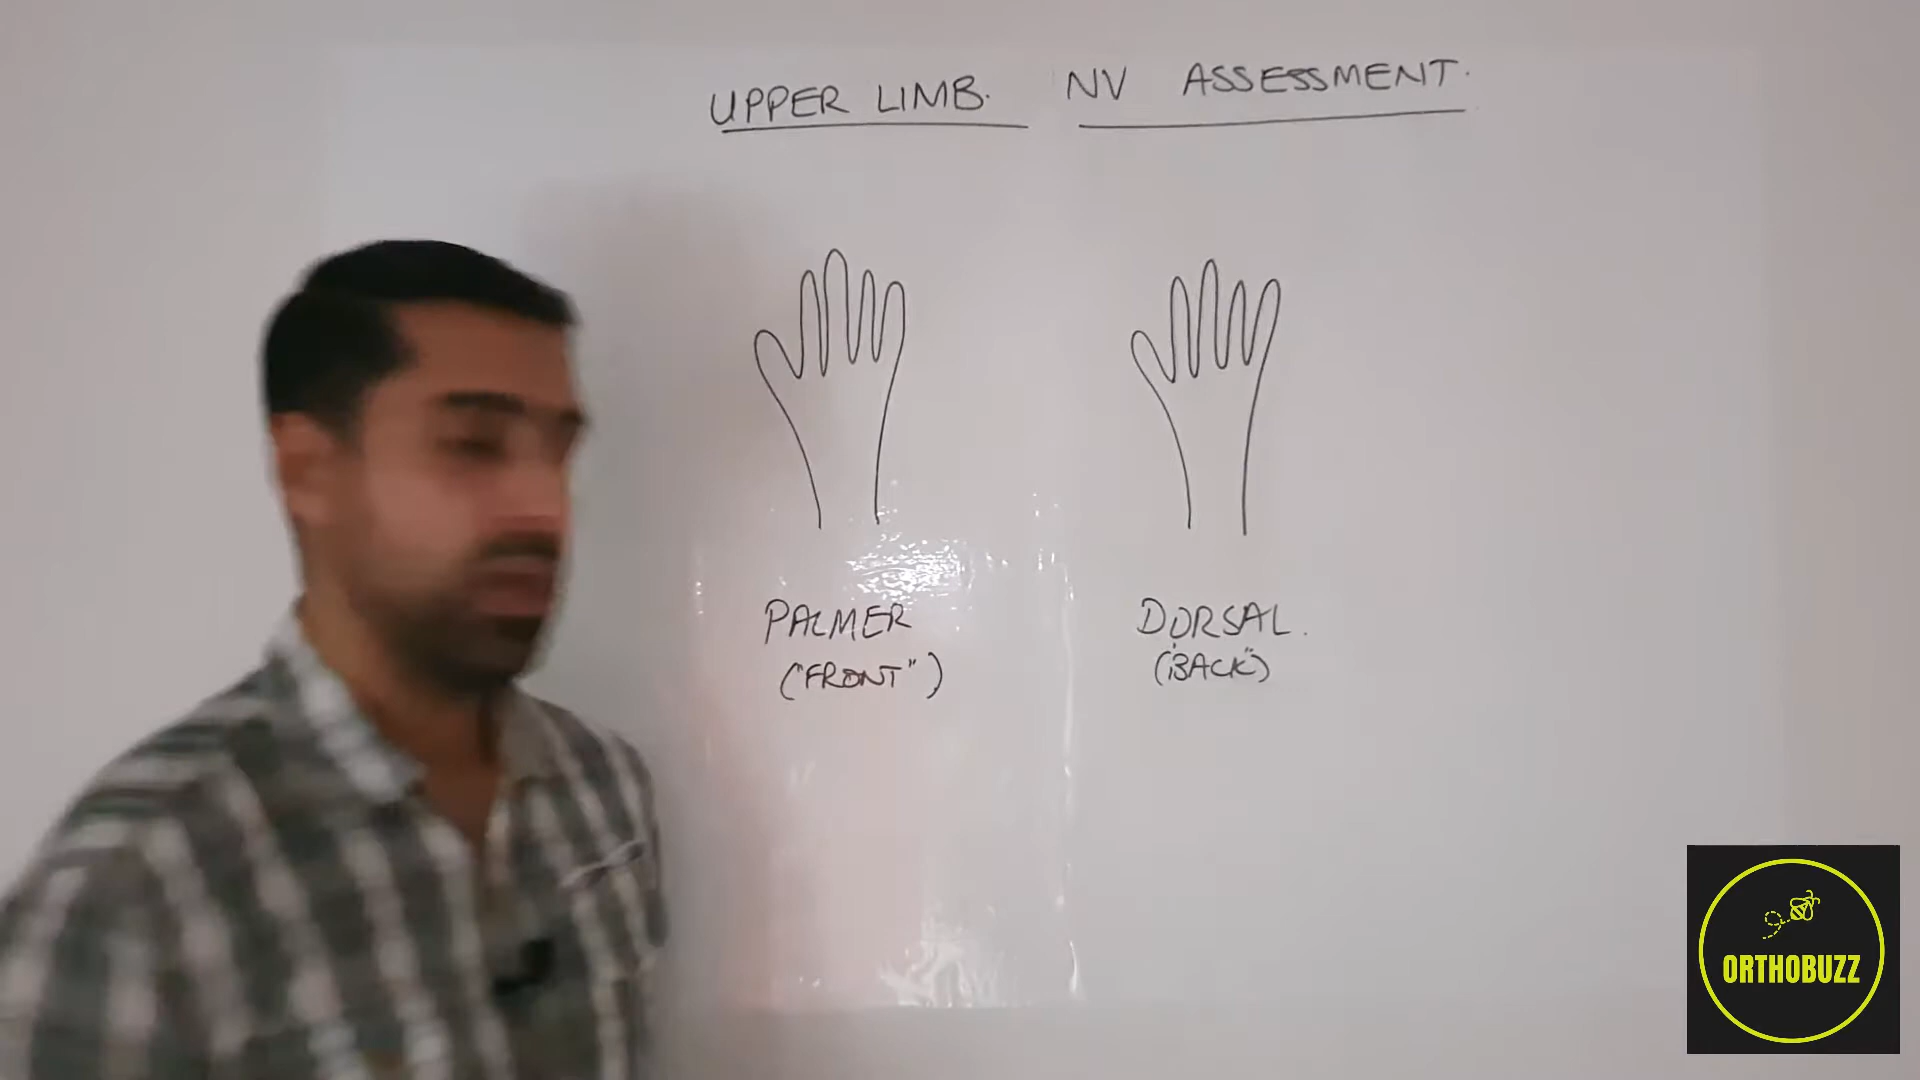 UPPER LIMB. NV ASSESSMENT.
PALMER
("FRONT")
DORSAL.
("BACK")
ORTHOBUZZ